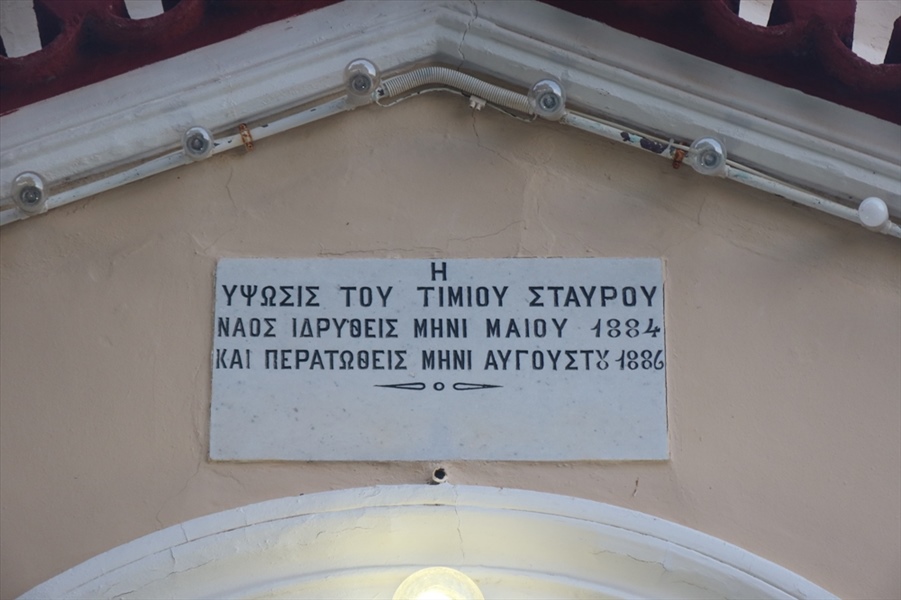 Η
ΥΨΩΣΙΣ ΤΟΥ ΤΙΜΙΟΥ ΣΤΑΥΡΟΥ
ΝΑΟΣ ΙΔΡΥΘΕΙΣ ΜΗΝΙ ΜΑΙΟΥ 1884
ΚΑΙ ΠΕΡΑΤΩΘΕΙΣ ΜΗΝΙ ΑΥΓΟΥΣΤȣ 1886